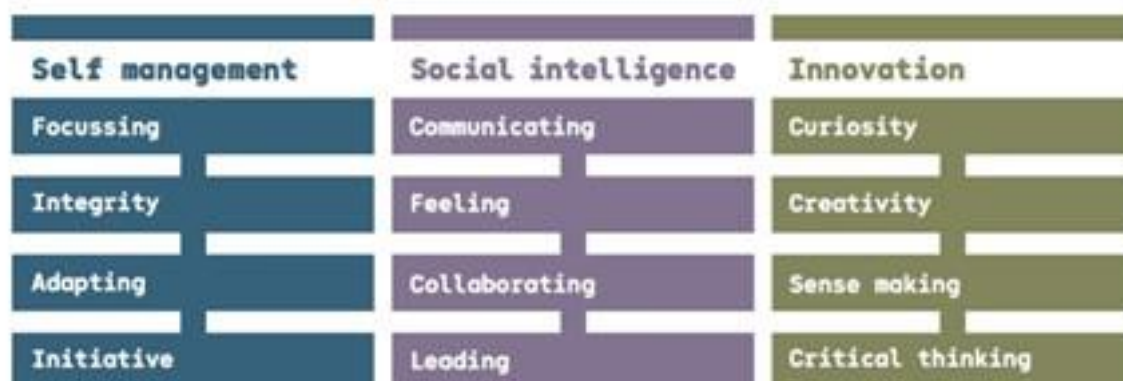 Self management
Focussing
Integrity
Adapting
Initiative
Social intelligence
Communicating
Feeling
Collaborating
Leading
Innovation
Curiosity
Creativity
Sense making
Critical thinking